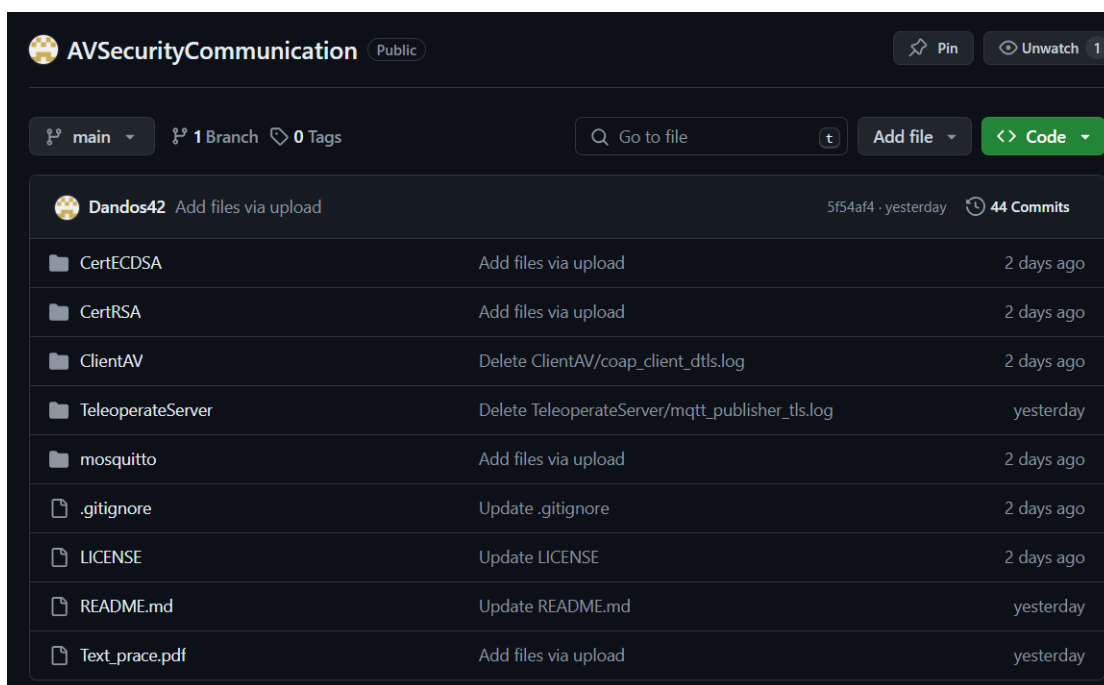 AVSecurityCommunication Public Pin Unwatch 1
main 1 Branch 0 Tags Go to file t Add file Code
Dandos42 Add files via upload 5f54af4 · yesterday 44 Commits
CertECDSA Add files via upload 2 days ago
CertRSA Add files via upload 2 days ago
ClientAV Delete ClientAV/coap_client_dtls.log 2 days ago
TeleoperateServer Delete TeleoperateServer/mqtt_publisher_tls.log yesterday
mosquitto Add files via upload 2 days ago
.gitignore Update .gitignore 2 days ago
LICENSE Update LICENSE 2 days ago
README.md Update README.md yesterday
Text_prace.pdf Add files via upload yesterday